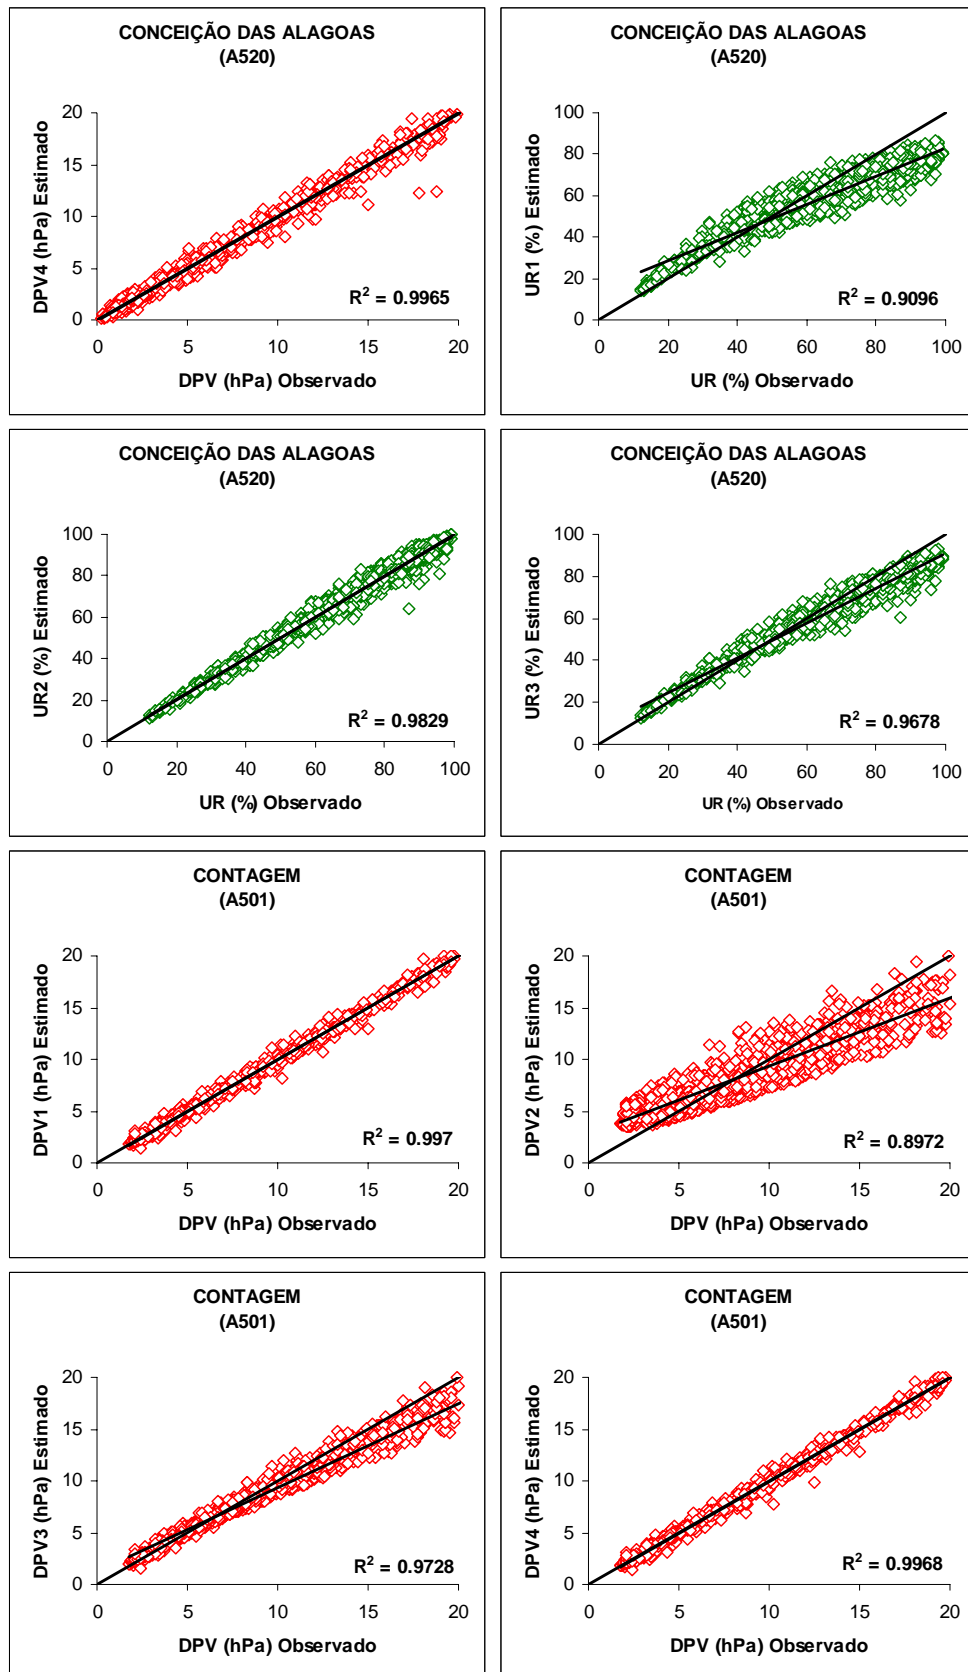 CONCEIÇÃO DAS ALAGOAS
(A520)
DPV4 (hPa) Estimado
20
15
10
5
0
R² = 0.9965
0 5 10 15 20
DPV (hPa) Observado
CONCEIÇÃO DAS ALAGOAS
(A520)
UR1 (%) Estimado
100
80
60
40
20
0
R² = 0.9096
0 20 40 60 80 100
UR (%) Observado
CONCEIÇÃO DAS ALAGOAS
(A520)
UR2 (%) Estimado
100
80
60
40
20
0
R² = 0.9829
0 20 40 60 80 100
UR (%) Observado
CONCEIÇÃO DAS ALAGOAS
(A520)
UR3 (%) Estimado
100
80
60
40
20
0
R² = 0.9678
0 20 40 60 80 100
UR (%) Observado
CONTAGEM
(A501)
DPV1 (hPa) Estimado
20
15
10
5
0
R² = 0.997
0 5 10 15 20
DPV (hPa) Observado
CONTAGEM
(A501)
DPV2 (hPa) Estimado
20
15
10
5
0
R² = 0.8972
0 5 10 15 20
DPV (hPa) Observado
CONTAGEM
(A501)
DPV3 (hPa) Estimado
20
15
10
5
0
R² = 0.9728
0 5 10 15 20
DPV (hPa) Observado
CONTAGEM
(A501)
DPV4 (hPa) Estimado
20
15
10
5
0
R² = 0.9968
0 5 10 15 20
DPV (hPa) Observado